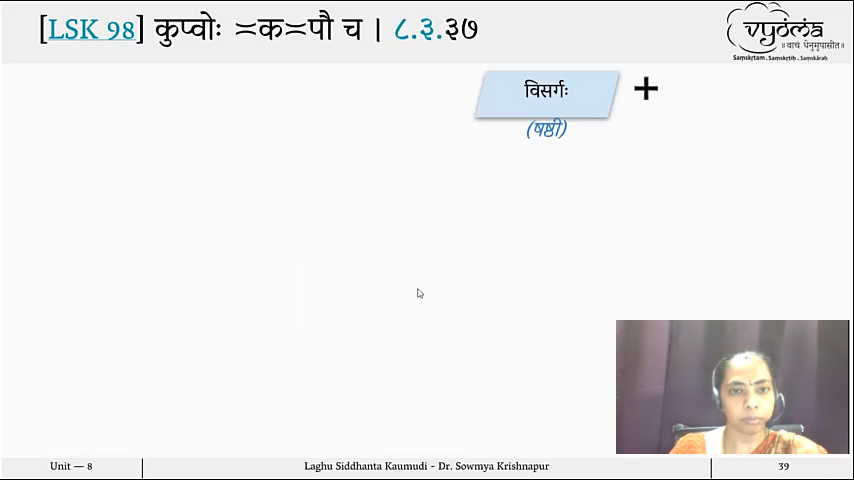 [LSK 98] कुप्वोः ≍क≍पौ च । ८.३.३७
vyōma
॥ वाचं धेनुमुपासीत॥
Saṃskṛtam . Saṃskṛtiḥ . Saṃskāraḥ
विसर्गः +
(षष्ठी)
Unit — 8
Laghu Siddhanta Kaumudi - Dr. Sowmya Krishnapur
39